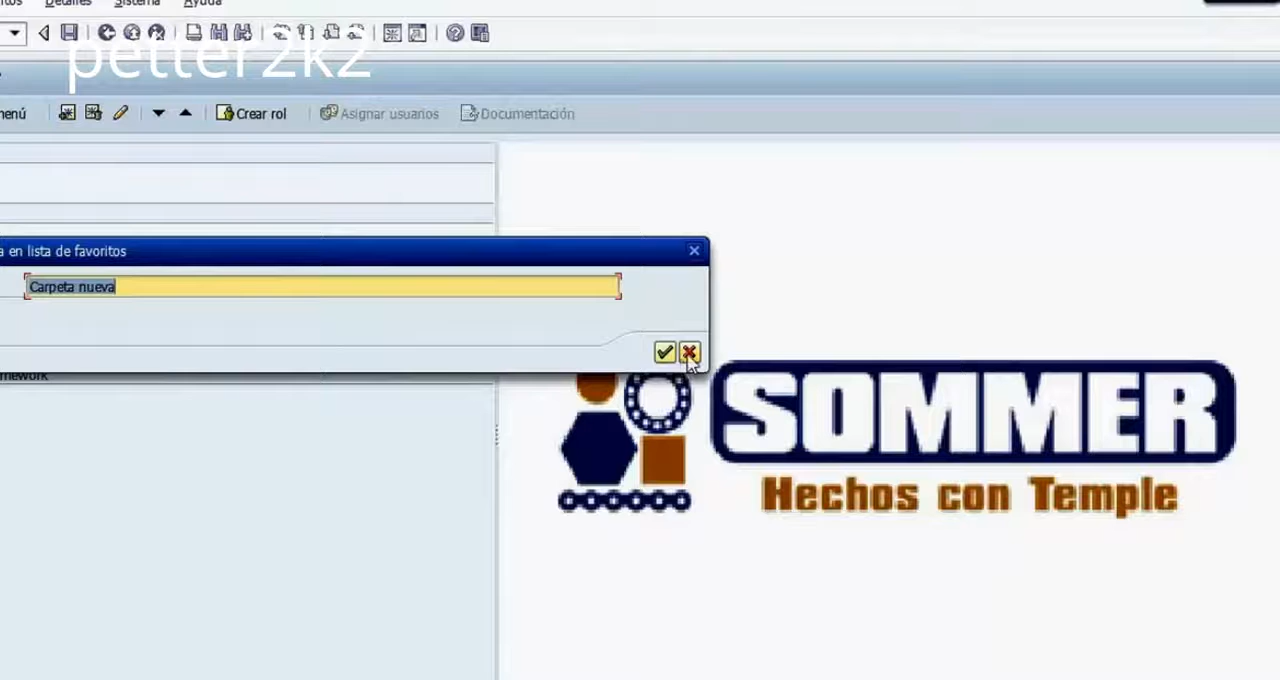 Detalles Sistema Ayuda
petter2k2
menú Crear rol Asignar usuarios Documentación
a en lista de favoritos
Carpeta nueva
mework
SOMMER
Hechos con Temple